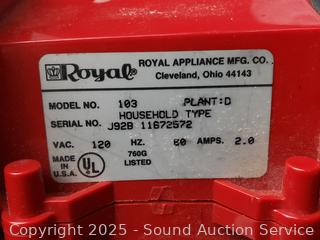 Royal®
ROYAL APPLIANCE MFG. CO.
Cleveland, Ohio 44143
MODEL NO. 103 PLANT:D
HOUSEHOLD TYPE
SERIAL NO. J92B 11672572
VAC. 120 HZ. 60 AMPS. 2.0
MADE IN U.S.A.
UL®
760G
LISTED
Copyright 2025 - Sound Auction Service